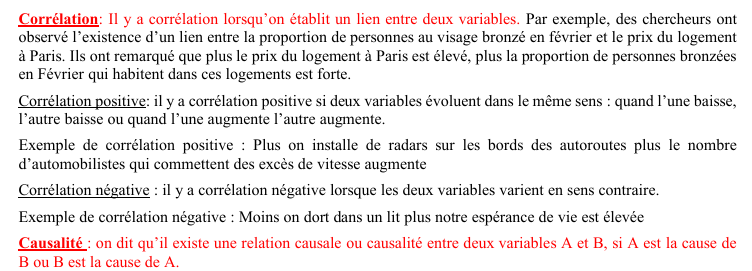 Corrélation: Il y a corrélation lorsqu'on établit un lien entre deux variables. Par exemple, des chercheurs ont
observé l'existence d'un lien entre la proportion de personnes au visage bronzé en février et le prix du logement
à Paris. Ils ont remarqué que plus le prix du logement à Paris est élevé, plus la proportion de personnes bronzées
en Février qui habitent dans ces logements est forte.
Corrélation positive: il y a corrélation positive si deux variables évoluent dans le même sens : quand l'une baisse,
l'autre baisse ou quand l'une augmente l'autre augmente.
Exemple de corrélation positive : Plus on installe de radars sur les bords des autoroutes plus le nombre
d'automobilistes qui commettent des excès de vitesse augmente
Corrélation négative : il y a corrélation négative lorsque les deux variables varient en sens contraire.
Exemple de corrélation négative : Moins on dort dans un lit plus notre espérance de vie est élevée
Causalité : on dit qu'il existe une relation causale ou causalité entre deux variables A et B, si A est la cause de
B ou B est la cause de A.